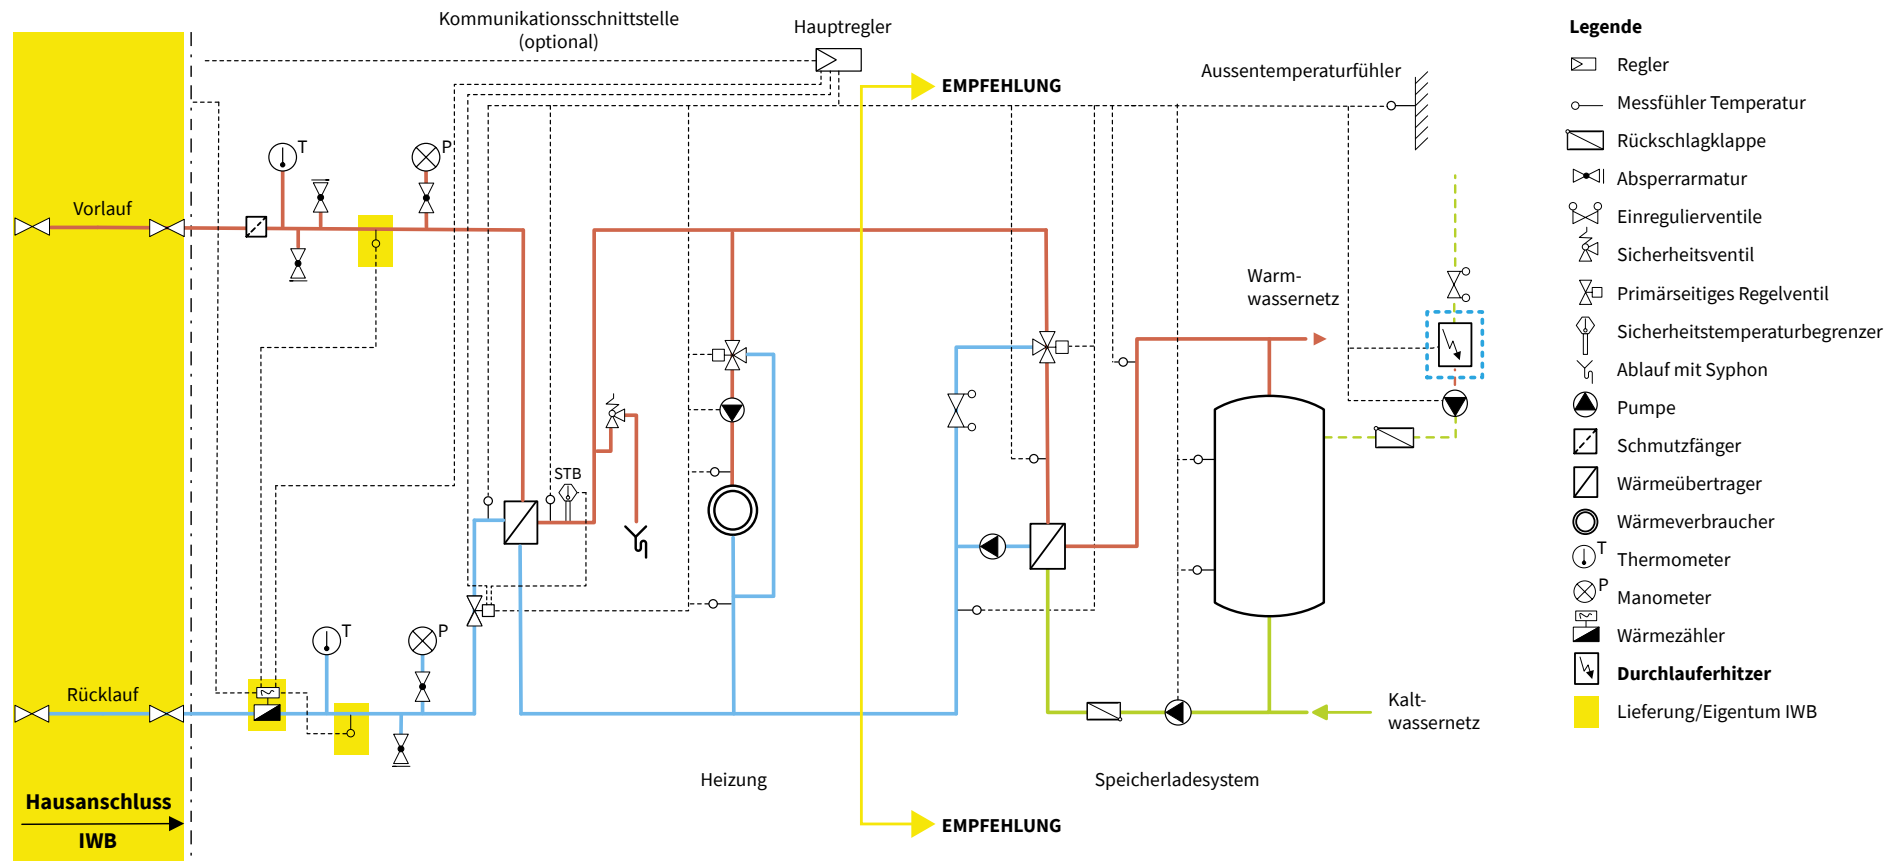 Kommunikationsschnittstelle
(optional)
Hauptregler
EMPFEHLUNG
Aussentemperaturfühler
T
P
Vorlauf
Warm-
wassernetz
STB
T
P
Rücklauf
Kalt-
wassernetz
Heizung
Speicherladesystem
Hausanschluss
IWB
EMPFEHLUNG
Legende
Regler
Messfühler Temperatur
Rückschlagklappe
Absperrarmatur
Einregulierventile
Sicherheitsventil
Primärseitiges Regelventil
Sicherheitstemperaturbegrenzer
Ablauf mit Syphon
Pumpe
Schmutzfänger
Wärmeübertrager
Wärmeverbraucher
T
Thermometer
P
Manometer
Wärmezähler
Durchlauferhitzer
Lieferung/Eigentum IWB